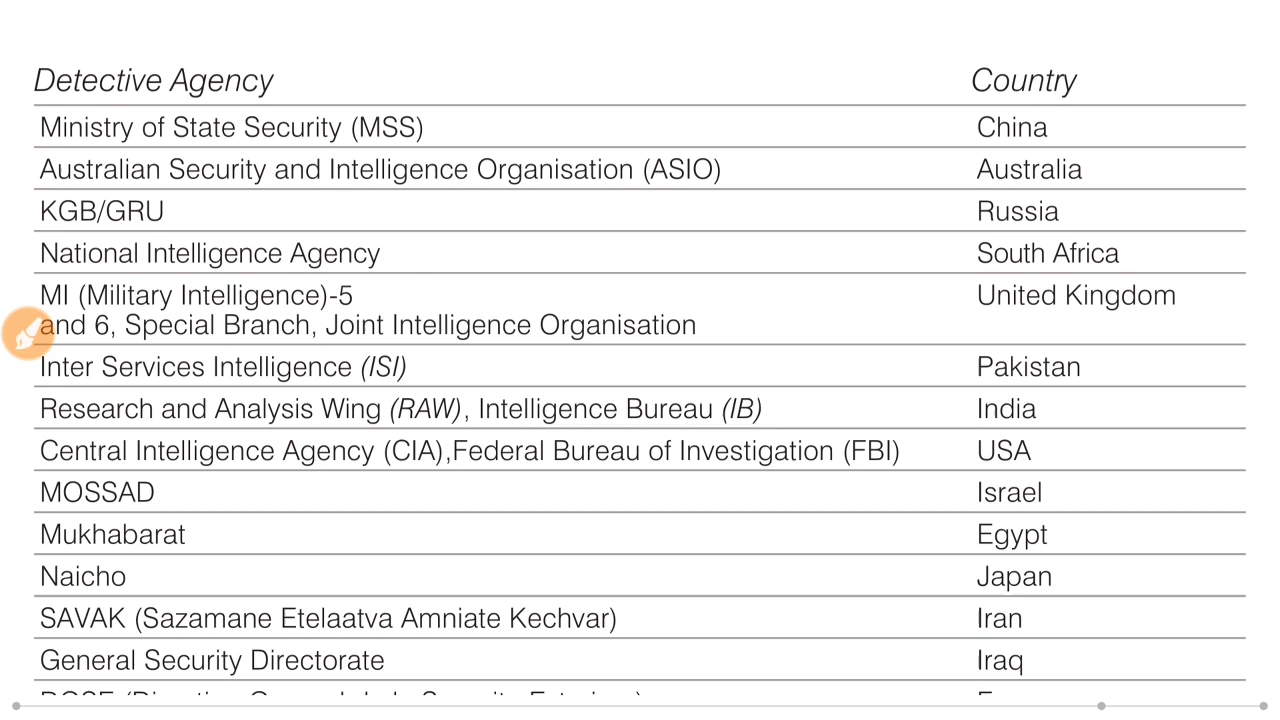 Detective Agency Country
Ministry of State Security (MSS) China
Australian Security and Intelligence Organisation (ASIO) Australia
KGB/GRU Russia
National Intelligence Agency South Africa
MI (Military Intelligence)-5 United Kingdom
and 6, Special Branch, Joint Intelligence Organisation
Inter Services Intelligence (ISI) Pakistan
Research and Analysis Wing (RAW), Intelligence Bureau (IB) India
Central Intelligence Agency (CIA),Federal Bureau of Investigation (FBI) USA
MOSSAD Israel
Mukhabarat Egypt
Naicho Japan
SAVAK (Sazamane Etelaatva Amniate Kechvar) Iran
General Security Directorate Iraq